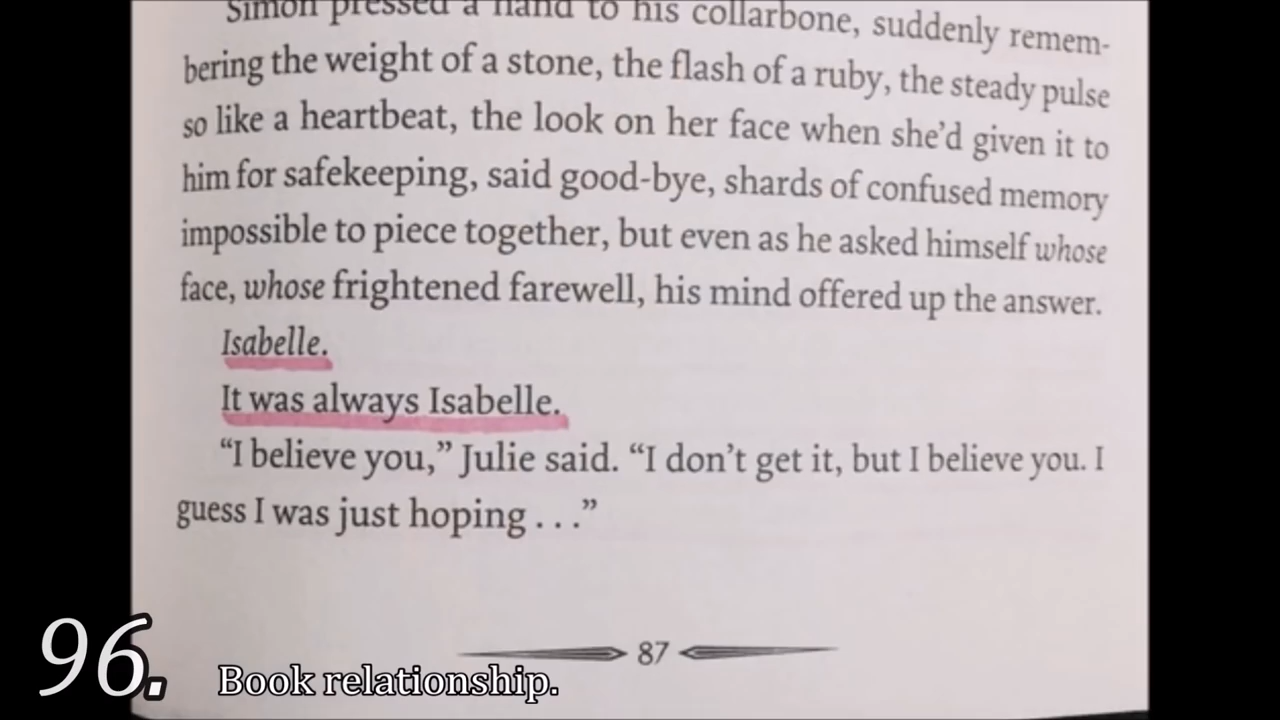 Simon pressed a hand to his collarbone, suddenly remem-
bering the weight of a stone, the flash of a ruby, the steady pulse
so like a heartbeat, the look on her face when she’d given it to
him for safekeeping, said good-bye, shards of confused memory
impossible to piece together, but even as he asked himself whose
face, whose frightened farewell, his mind offered up the answer.
Isabelle.
It was always Isabelle.
“I believe you,” Julie said. “I don’t get it, but I believe you. I
guess I was just hoping . . .”
87
96.
Book relationship.